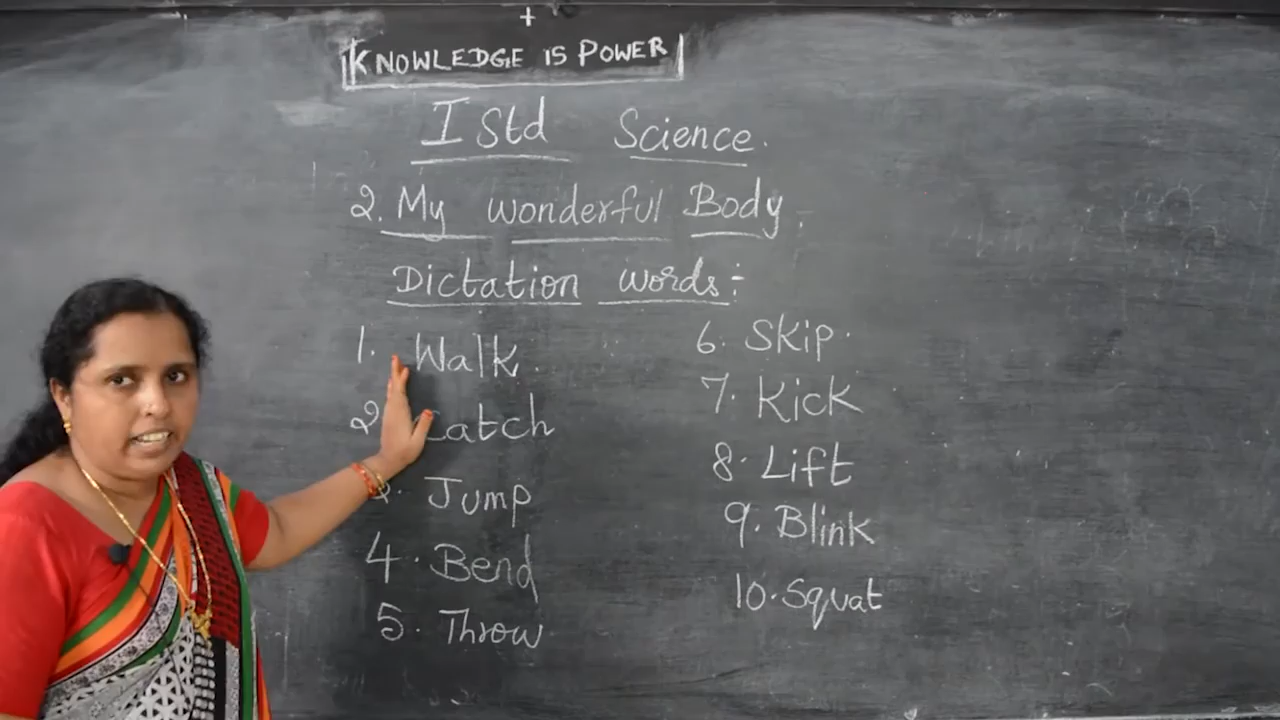 KNOWLEDGE IS POWER
I Std Science.
2. My wonderful Body.
Dictation words:-
1. Walk.
2 Catch
3. Jump
4. Bend
5. Throw
6. Skip.
7. Kick
8. Lift
9. Blink
10. Squat